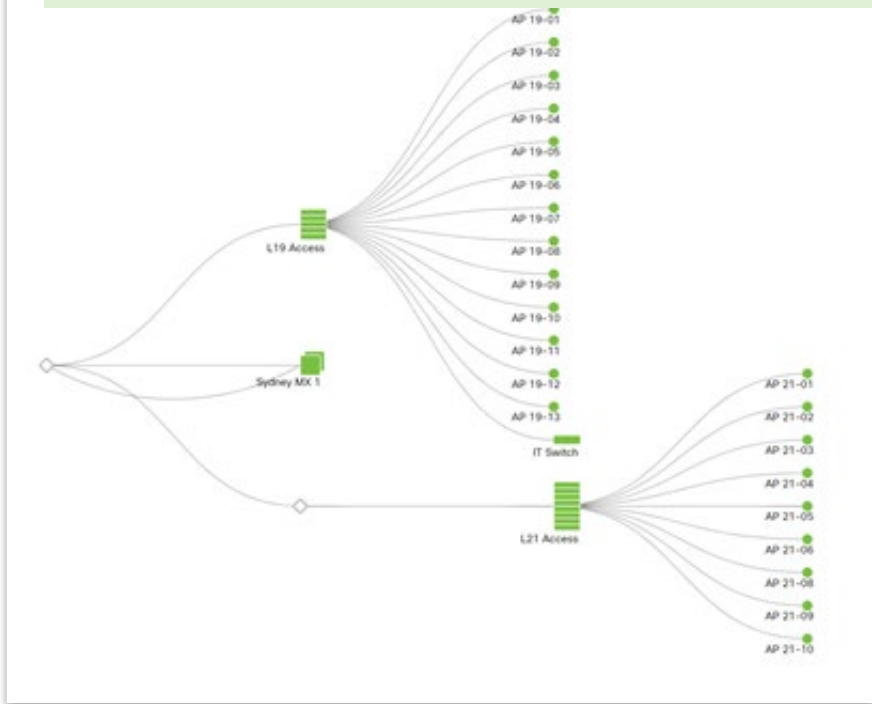 AP 19-01
AP 19-02
AP 19-03
AP 19-04
AP 19-05
AP 19-06
AP 19-07
L19 Access
AP 19-08
AP 19-09
AP 19-10
AP 19-11
Sydney MX 1
AP 19-12
AP 21-01
AP 19-13
AP 21-02
IT Switch
AP 21-03
AP 21-04
AP 21-05
L21 Access
AP 21-06
AP 21-08
AP 21-09
AP 21-10